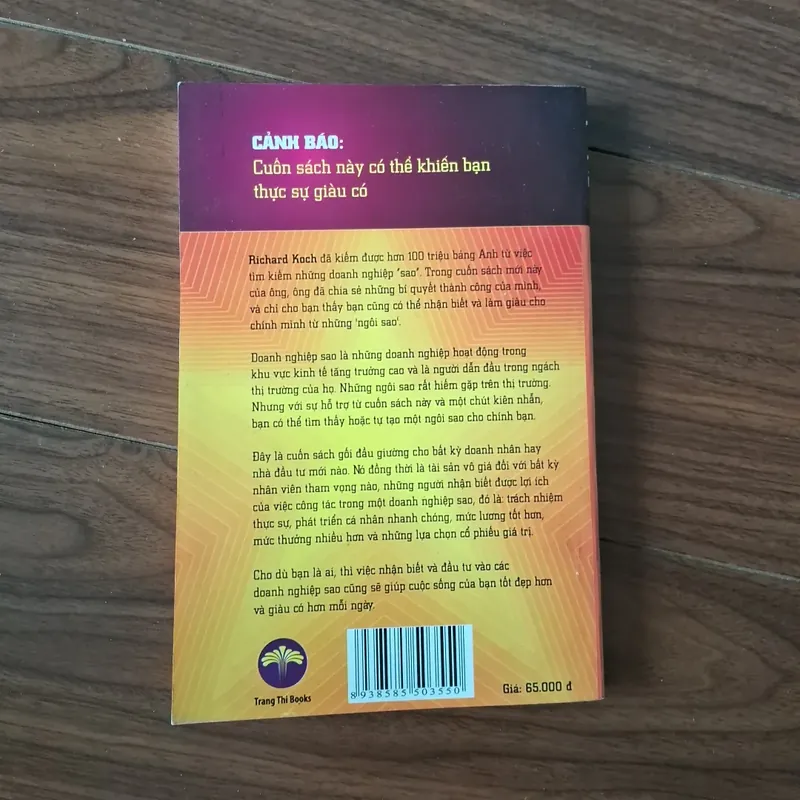 CẢNH BÁO:
Cuốn sách này có thể khiến bạn
thực sự giàu có
Richard Koch đã kiếm được hơn 100 triệu bảng Anh từ việc
tìm kiếm những doanh nghiệp 'sao'. Trong cuốn sách mới này
của ông, ông đã chia sẻ những bí quyết thành công của mình,
và chỉ cho bạn thấy bạn cũng có thể nhận biết và làm giàu cho
chính mình từ những 'ngôi sao'.
Doanh nghiệp sao là những doanh nghiệp hoạt động trong
khu vực kinh tế tăng trưởng cao và là người dẫn đầu trong ngách
thị trường của họ. Những ngôi sao rất hiếm gặp trên thị trường.
Nhưng với sự hỗ trợ từ cuốn sách này và một chút kiên nhẫn,
bạn có thể tìm thấy hoặc tự tạo một ngôi sao cho chính bạn.
Đây là cuốn sách gối đầu giường cho bất kỳ doanh nhân hay
nhà đầu tư mới nào. Nó đồng thời là tài sản vô giá đối với bất kỳ
nhân viên tham vọng nào, những người nhận biết được lợi ích
của việc công tác trong một doanh nghiệp sao, đó là: trách nhiệm
thực sự, phát triển cá nhân nhanh chóng, mức lương tốt hơn,
mức thưởng nhiều hơn và những lựa chọn cổ phiếu giá trị.
Cho dù bạn là ai, thì việc nhận biết và đầu tư vào các
doanh nghiệp sao cũng sẽ giúp cuộc sống của bạn tốt đẹp hơn
và giàu có hơn mỗi ngày.
Trang Thi Books
8 938585 503550
Giá: 65.000 đ